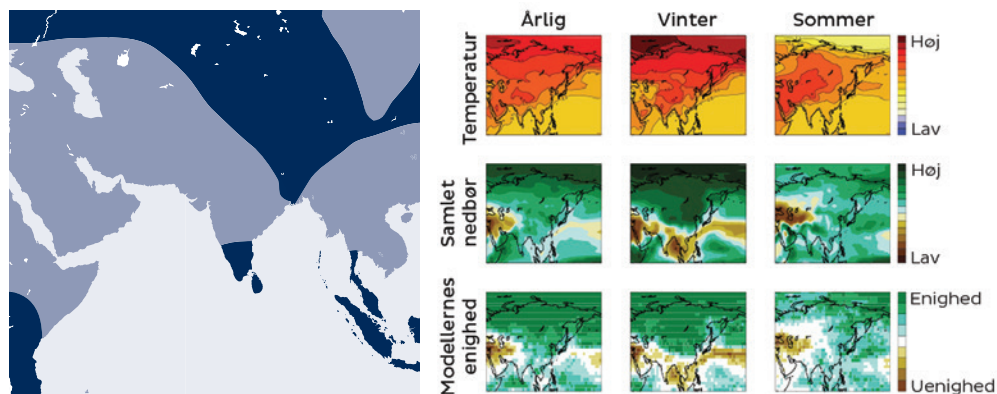 Årlig
Vinter
Sommer
Temperatur
Høj
Lav
Samlet
nedbør
Høj
Lav
Modellernes
enighed
Enighed
Uenighed